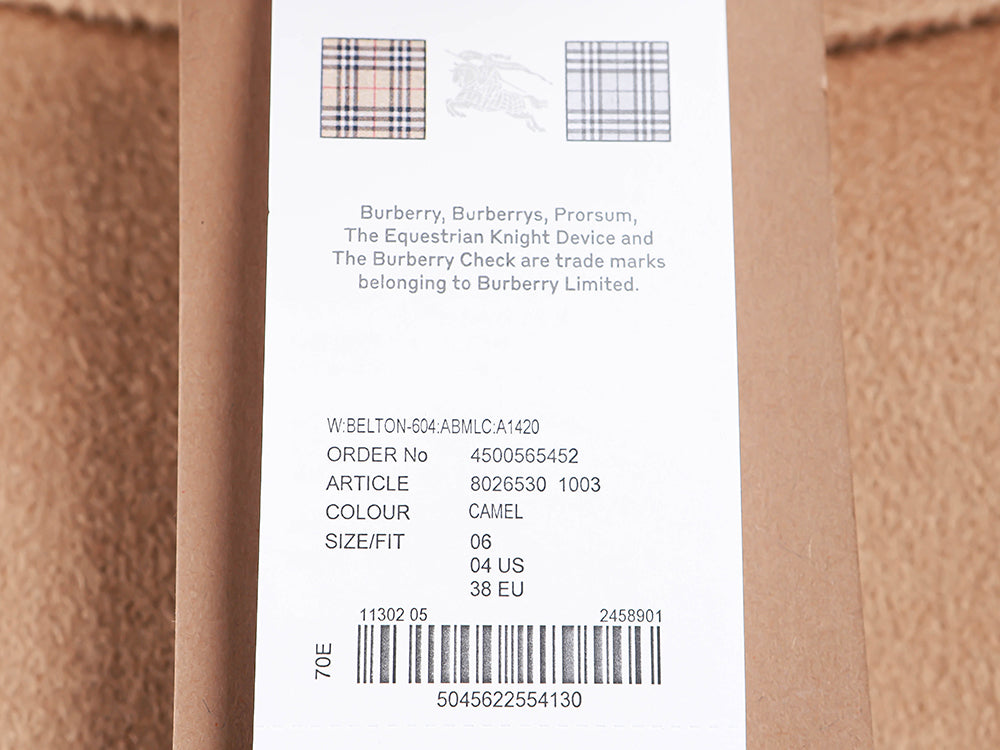 Burberry, Burberrys, Prorsum,
The Equestrian Knight Device and
The Burberry Check are trade marks
belonging to Burberry Limited.
W:BELTON-604:ABMLC:A1420
ORDER No 4500565452
ARTICLE 8026530 1003
COLOUR CAMEL
SIZE/FIT 06
04 US
38 EU
11302 05 2458901
70E
5045622554130